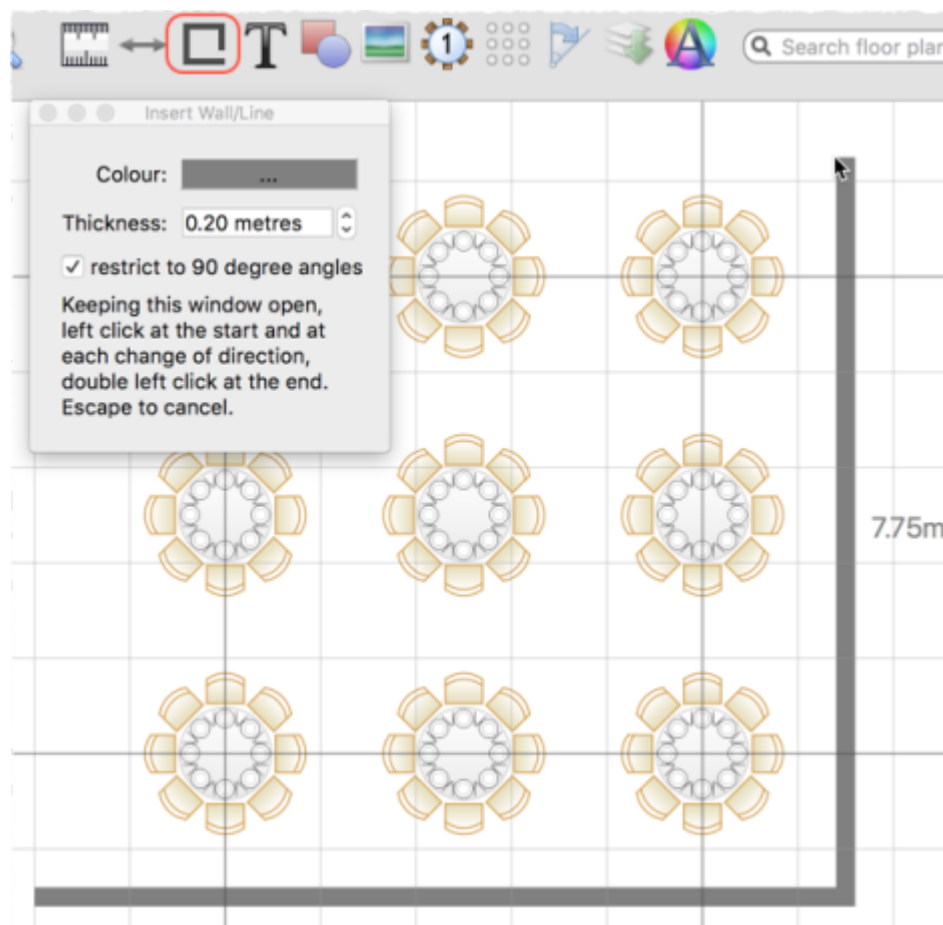 T
1
A
Search floor plan
Insert Wall/Line
Colour:
...
Thickness: 0.20 metres
restrict to 90 degree angles
Keeping this window open,
left click at the start and at
each change of direction,
double left click at the end.
Escape to cancel.
7.75m